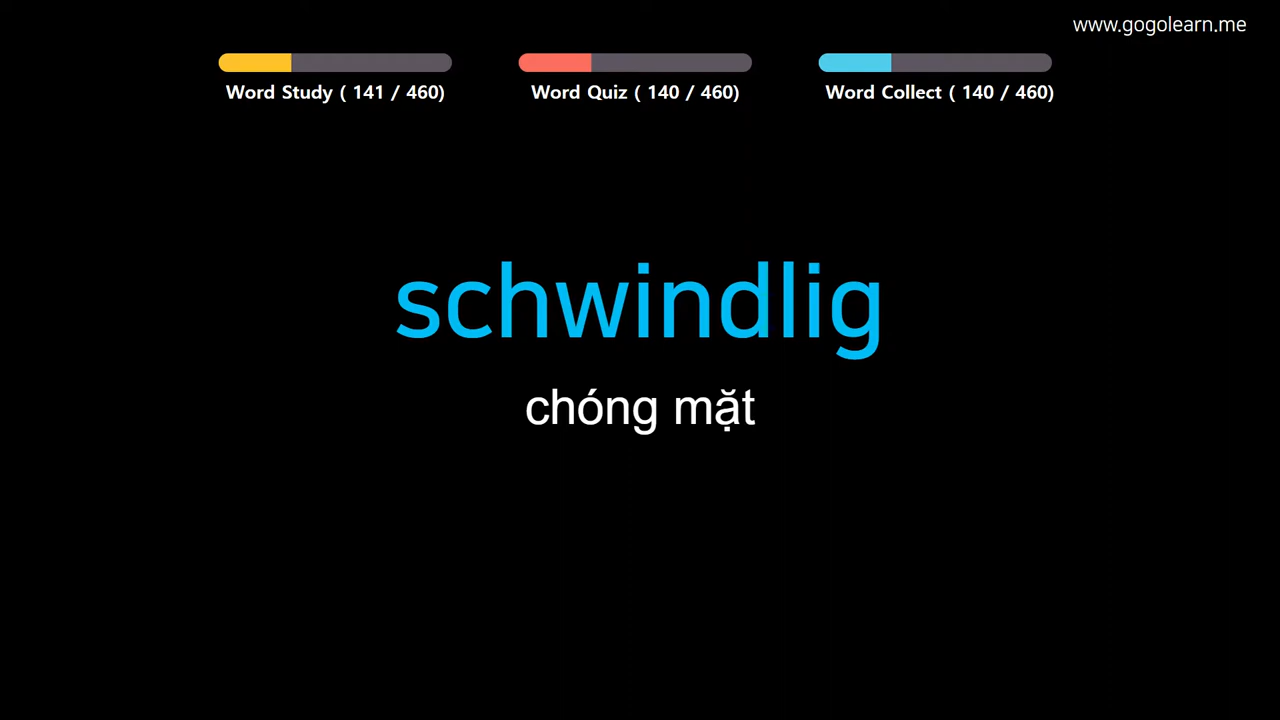 www.gogolearn.me
Word Study ( 141 / 460)
Word Quiz ( 140 / 460)
Word Collect ( 140 / 460)
schwindlig
chóng mặt